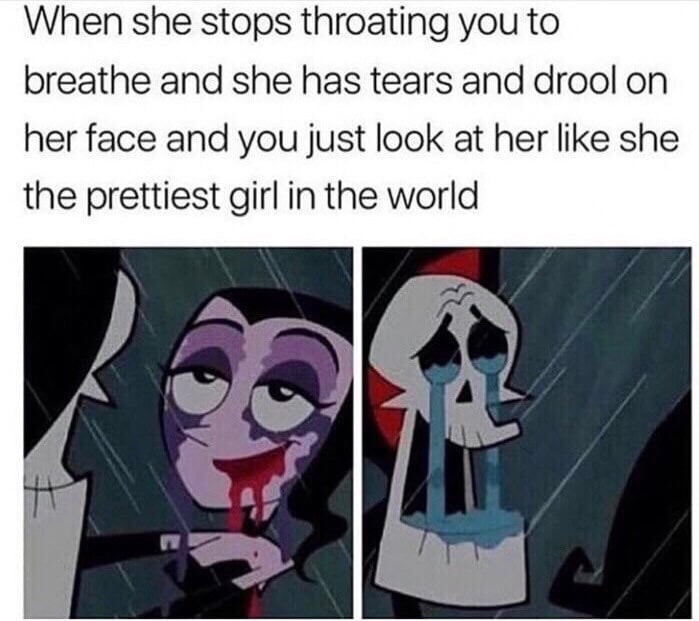 When she stops throating you to
breathe and she has tears and drool on
her face and you just look at her like she
the prettiest girl in the world